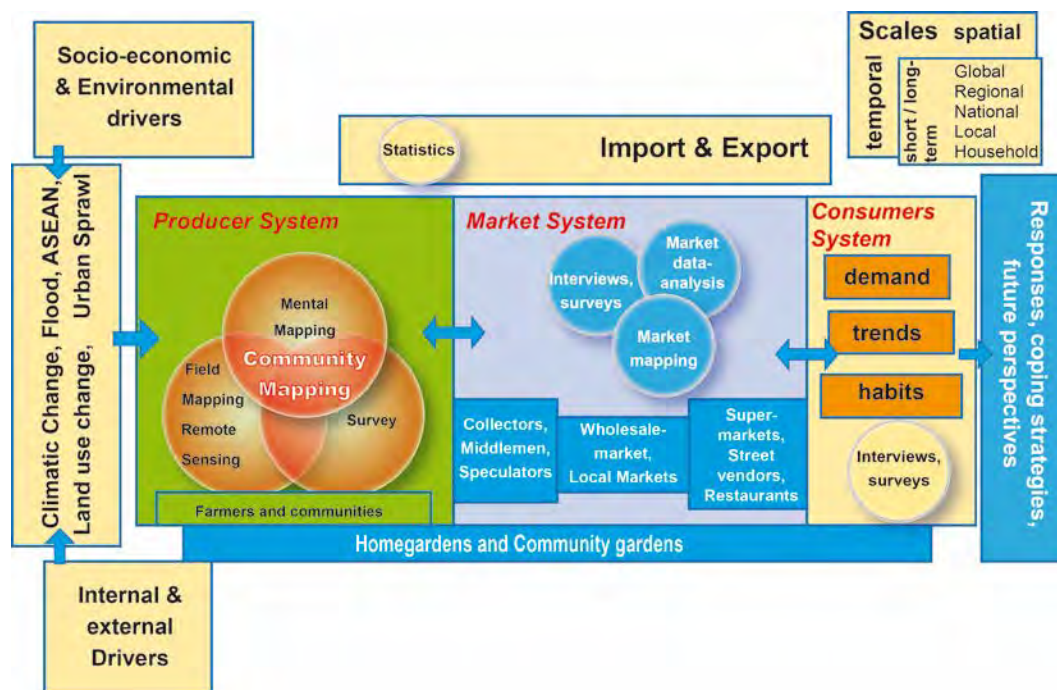 Socio-economic
& Environmental
drivers
Scales spatial
temporal
short / long-
term
Global
Regional
National
Local
Household
Statistics
Import & Export
Climatic Change, Flood, ASEAN,
Land use change, Urban Sprawl
Producer System
Mental
Mapping
Community
Mapping
Field
Mapping
Remote
Sensing
Survey
Farmers and communities
Market System
Interviews,
surveys
Market
data-
analysis
Market
mapping
Collectors,
Middlemen,
Speculators
Wholesale-
market,
Local Markets
Super-
markets,
Street
vendors,
Restaurants
Consumers
System
demand
trends
habits
Interviews,
surveys
Responses, coping strategies,
future perspectives
Homegardens and Community gardens
Internal &
external
Drivers